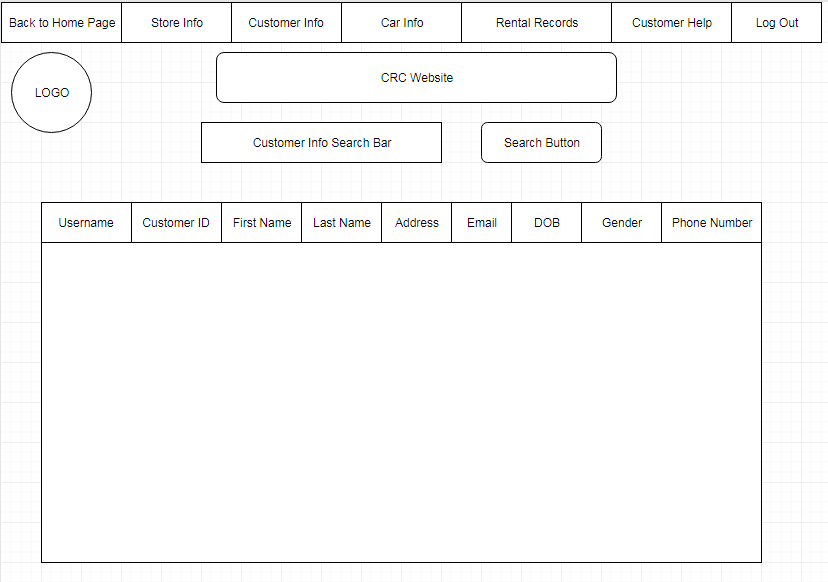 Back to Home Page
Store Info
Customer Info
Car Info
Rental Records
Customer Help
Log Out
LOGO
CRC Website
Customer Info Search Bar
Search Button
Username
Customer ID
First Name
Last Name
Address
Email
DOB
Gender
Phone Number